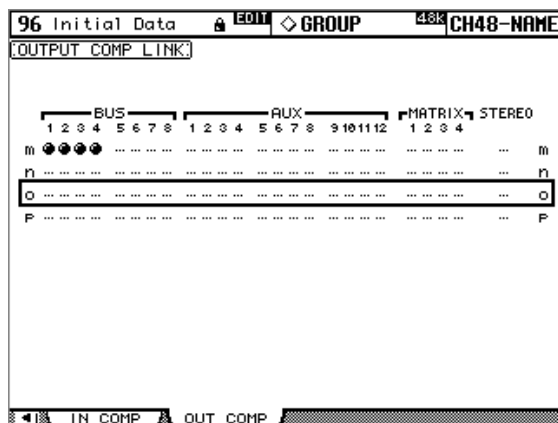 96 Initial Data EDIT GROUP 48K CH48-NAME
OUTPUT COMP LINK
BUS AUX MATRIX STEREO
1 2 3 4 5 6 7 8 1 2 3 4 5 6 7 8 9 10 11 12 1 2 3 4
m m
n n
o o
p p
IN COMP OUT COMP